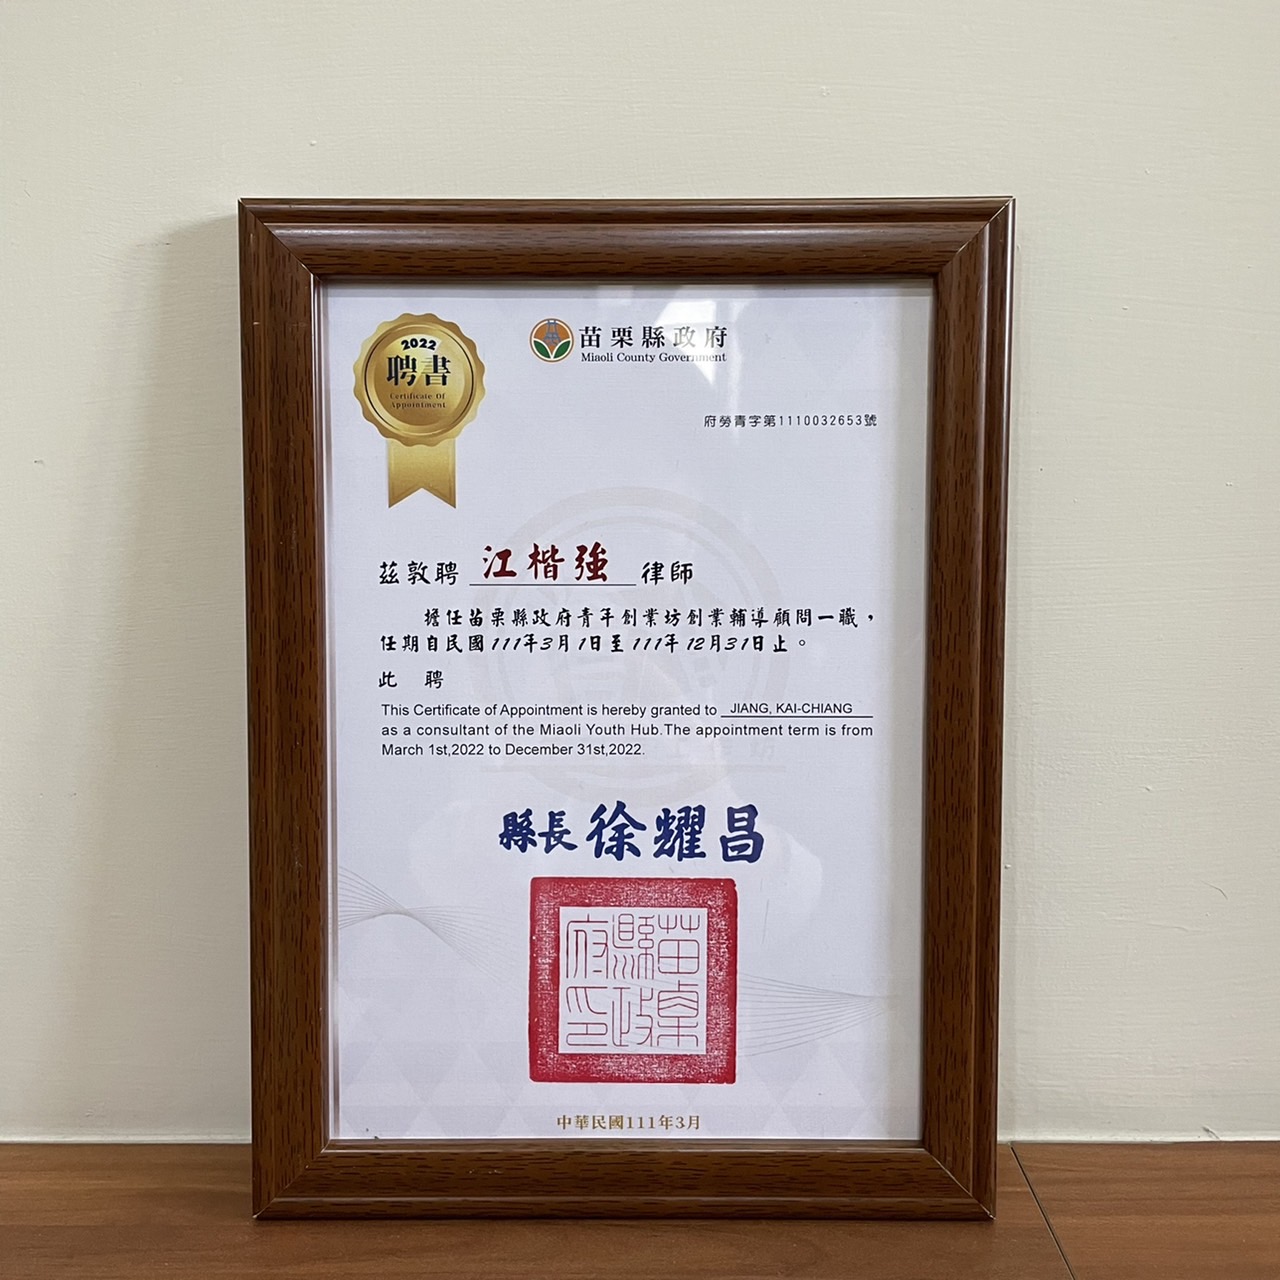 2022
聘書
Certificate Of
Appointment
苗栗縣政府
Miaoli County Government
府勞青字第1110032653號
茲敦聘 江楷強 律師
擔任苗栗縣政府青年創業坊創業輔導顧問一職，
任期自民國111年3月1日至111年12月31日止。
此 聘
This Certificate of Appointment is hereby granted to JIANG, KAI-CHIANG
as a consultant of the Miaoli Youth Hub.The appointment term is from
March 1st,2022 to December 31st,2022.
縣長 徐耀昌
苗栗縣政府印
中華民國111年3月